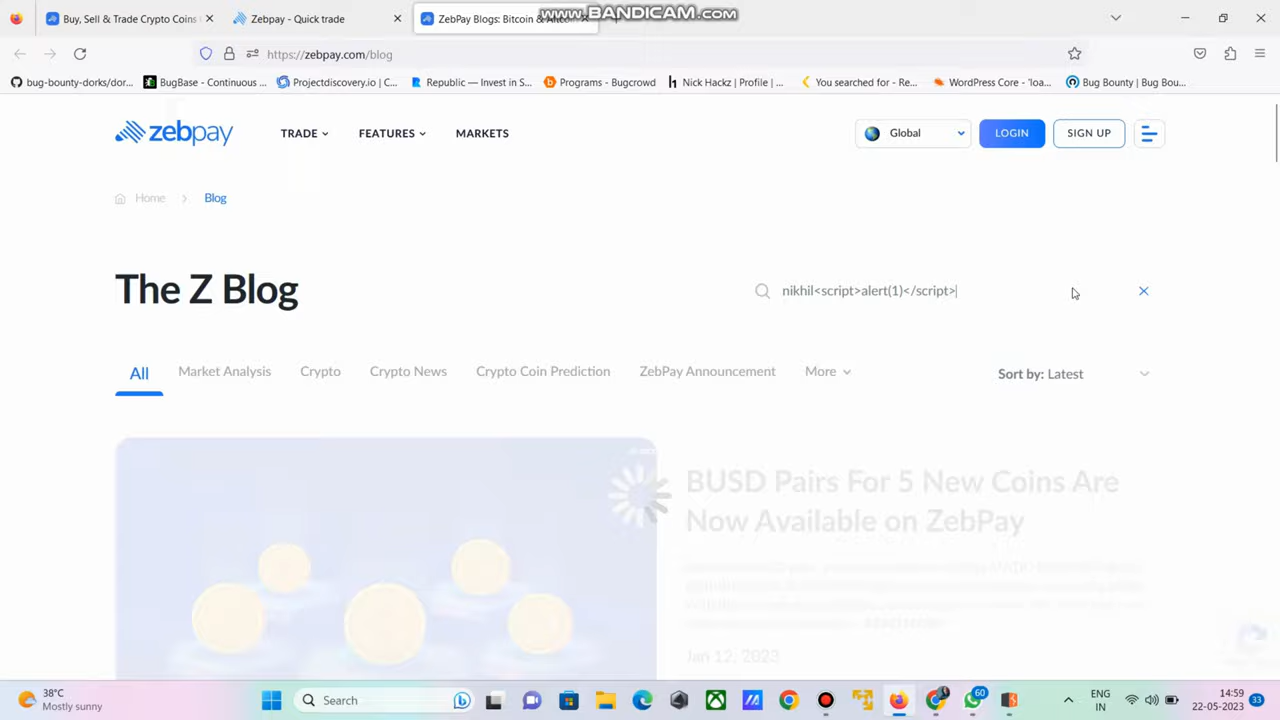 www.BANDICAM.com
Buy, Sell & Trade Crypto Coins
Zebpay - Quick trade
ZebPay Blogs: Bitcoin & Altco
https://zebpay.com/blog
bug-bounty-dorks/dor...
BugBase - Continuous ...
Projectdiscovery.io | C...
Republic — Invest in S...
Programs - Bugcrowd
Nick Hackz | Profile | ...
You searched for - Re...
WordPress Core - 'loa...
Bug Bounty | Bug Bou...
zebpay
TRADE
FEATURES
MARKETS
Global
LOGIN
SIGN UP
Home
Blog
The Z Blog
nikhil<script>alert(1)</script>
All
Market Analysis
Crypto
Crypto News
Crypto Coin Prediction
ZebPay Announcement
More
Sort by: Latest
BUSD Pairs For 5 New Coins Are
Now Available on ZebPay
Jan 12, 2023
38°C
Mostly sunny
Search
60
ENG
IN
14:59
22-05-2023
33